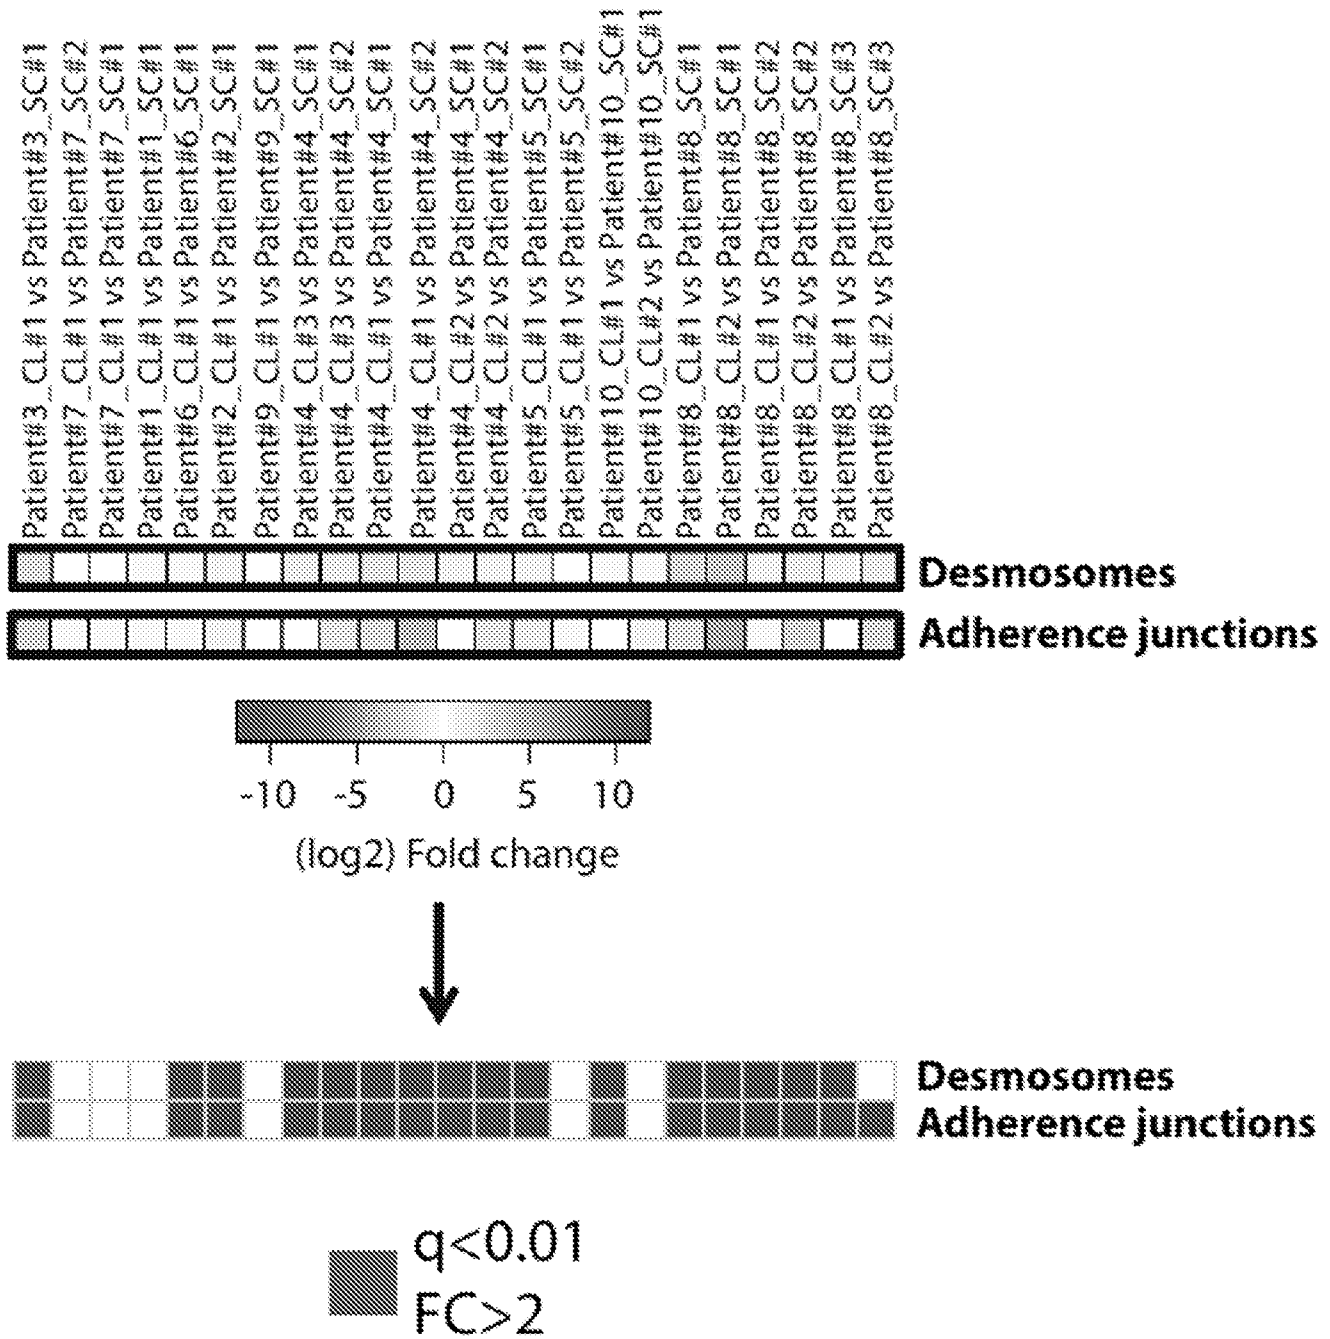 Patient#3_CL#1 vs Patient#3_SC#1
Patient#7_CL#1 vs Patient#7_SC#2
Patient#7_CL#1 vs Patient#7_SC#1
Patient#1_CL#1 vs Patient#1_SC#1
Patient#6_CL#1 vs Patient#6_SC#1
Patient#2_CL#1 vs Patient#2_SC#1
Patient#9_CL#1 vs Patient#9_SC#1
Patient#4_CL#3 vs Patient#4_SC#1
Patient#4_CL#3 vs Patient#4_SC#2
Patient#4_CL#1 vs Patient#4_SC#1
Patient#4_CL#1 vs Patient#4_SC#2
Patient#4_CL#2 vs Patient#4_SC#1
Patient#4_CL#2 vs Patient#4_SC#2
Patient#5_CL#1 vs Patient#5_SC#1
Patient#5_CL#1 vs Patient#5_SC#2
Patient#10_CL#1 vs Patient#10_SC#1
Patient#10_CL#2 vs Patient#10_SC#1
Patient#8_CL#1 vs Patient#8_SC#1
Patient#8_CL#2 vs Patient#8_SC#1
Patient#8_CL#1 vs Patient#8_SC#2
Patient#8_CL#2 vs Patient#8_SC#2
Patient#8_CL#1 vs Patient#8_SC#3
Patient#8_CL#2 vs Patient#8_SC#3
Desmosomes
Adherence junctions
-10 -5 0 5 10
(log2) Fold change
Desmosomes
Adherence junctions
q<0.01
FC>2